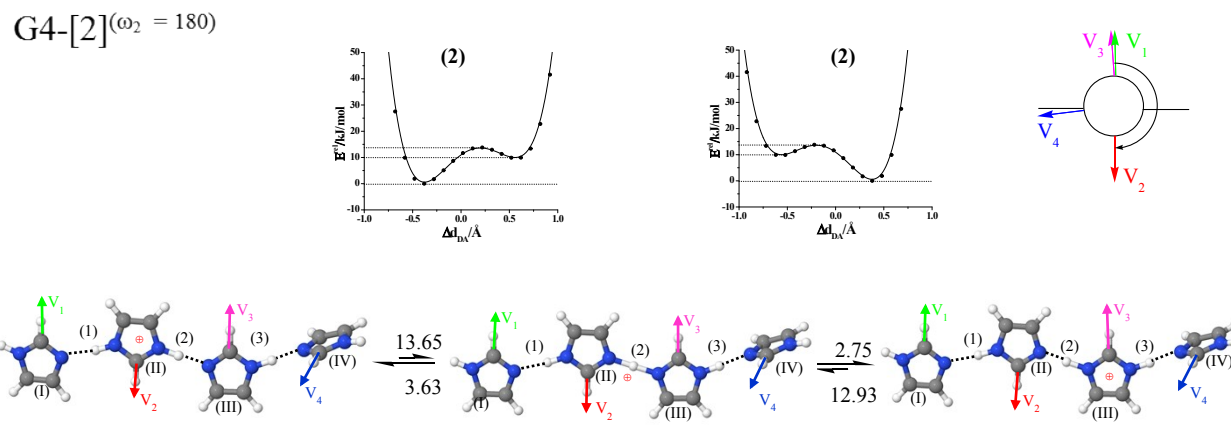 G4-[2](ω₂ = 180)
(2)
50
40
30
20
10
0
-10
-1.0 -0.5 0.0 0.5 1.0
E^rel/kJ/mol
Δd_DA/Å
(2)
50
40
30
20
10
0
-10
-1.0 -0.5 0.0 0.5 1.0
E^rel/kJ/mol
Δd_DA/Å
V₃ V₁
V₄
V₂
V₁ (1) (2) V₃ (3)
⊕
(I) (II) (III) (IV)
V₂ V₄
13.65
3.63
V₁ (1) (2) V₃ (3)
⊕
(I) (II) (III) (IV)
V₂ V₄
2.75
12.93
V₁ (1) (2) V₃ (3)
⊕
(I) (II) (III) (IV)
V₂ V₄